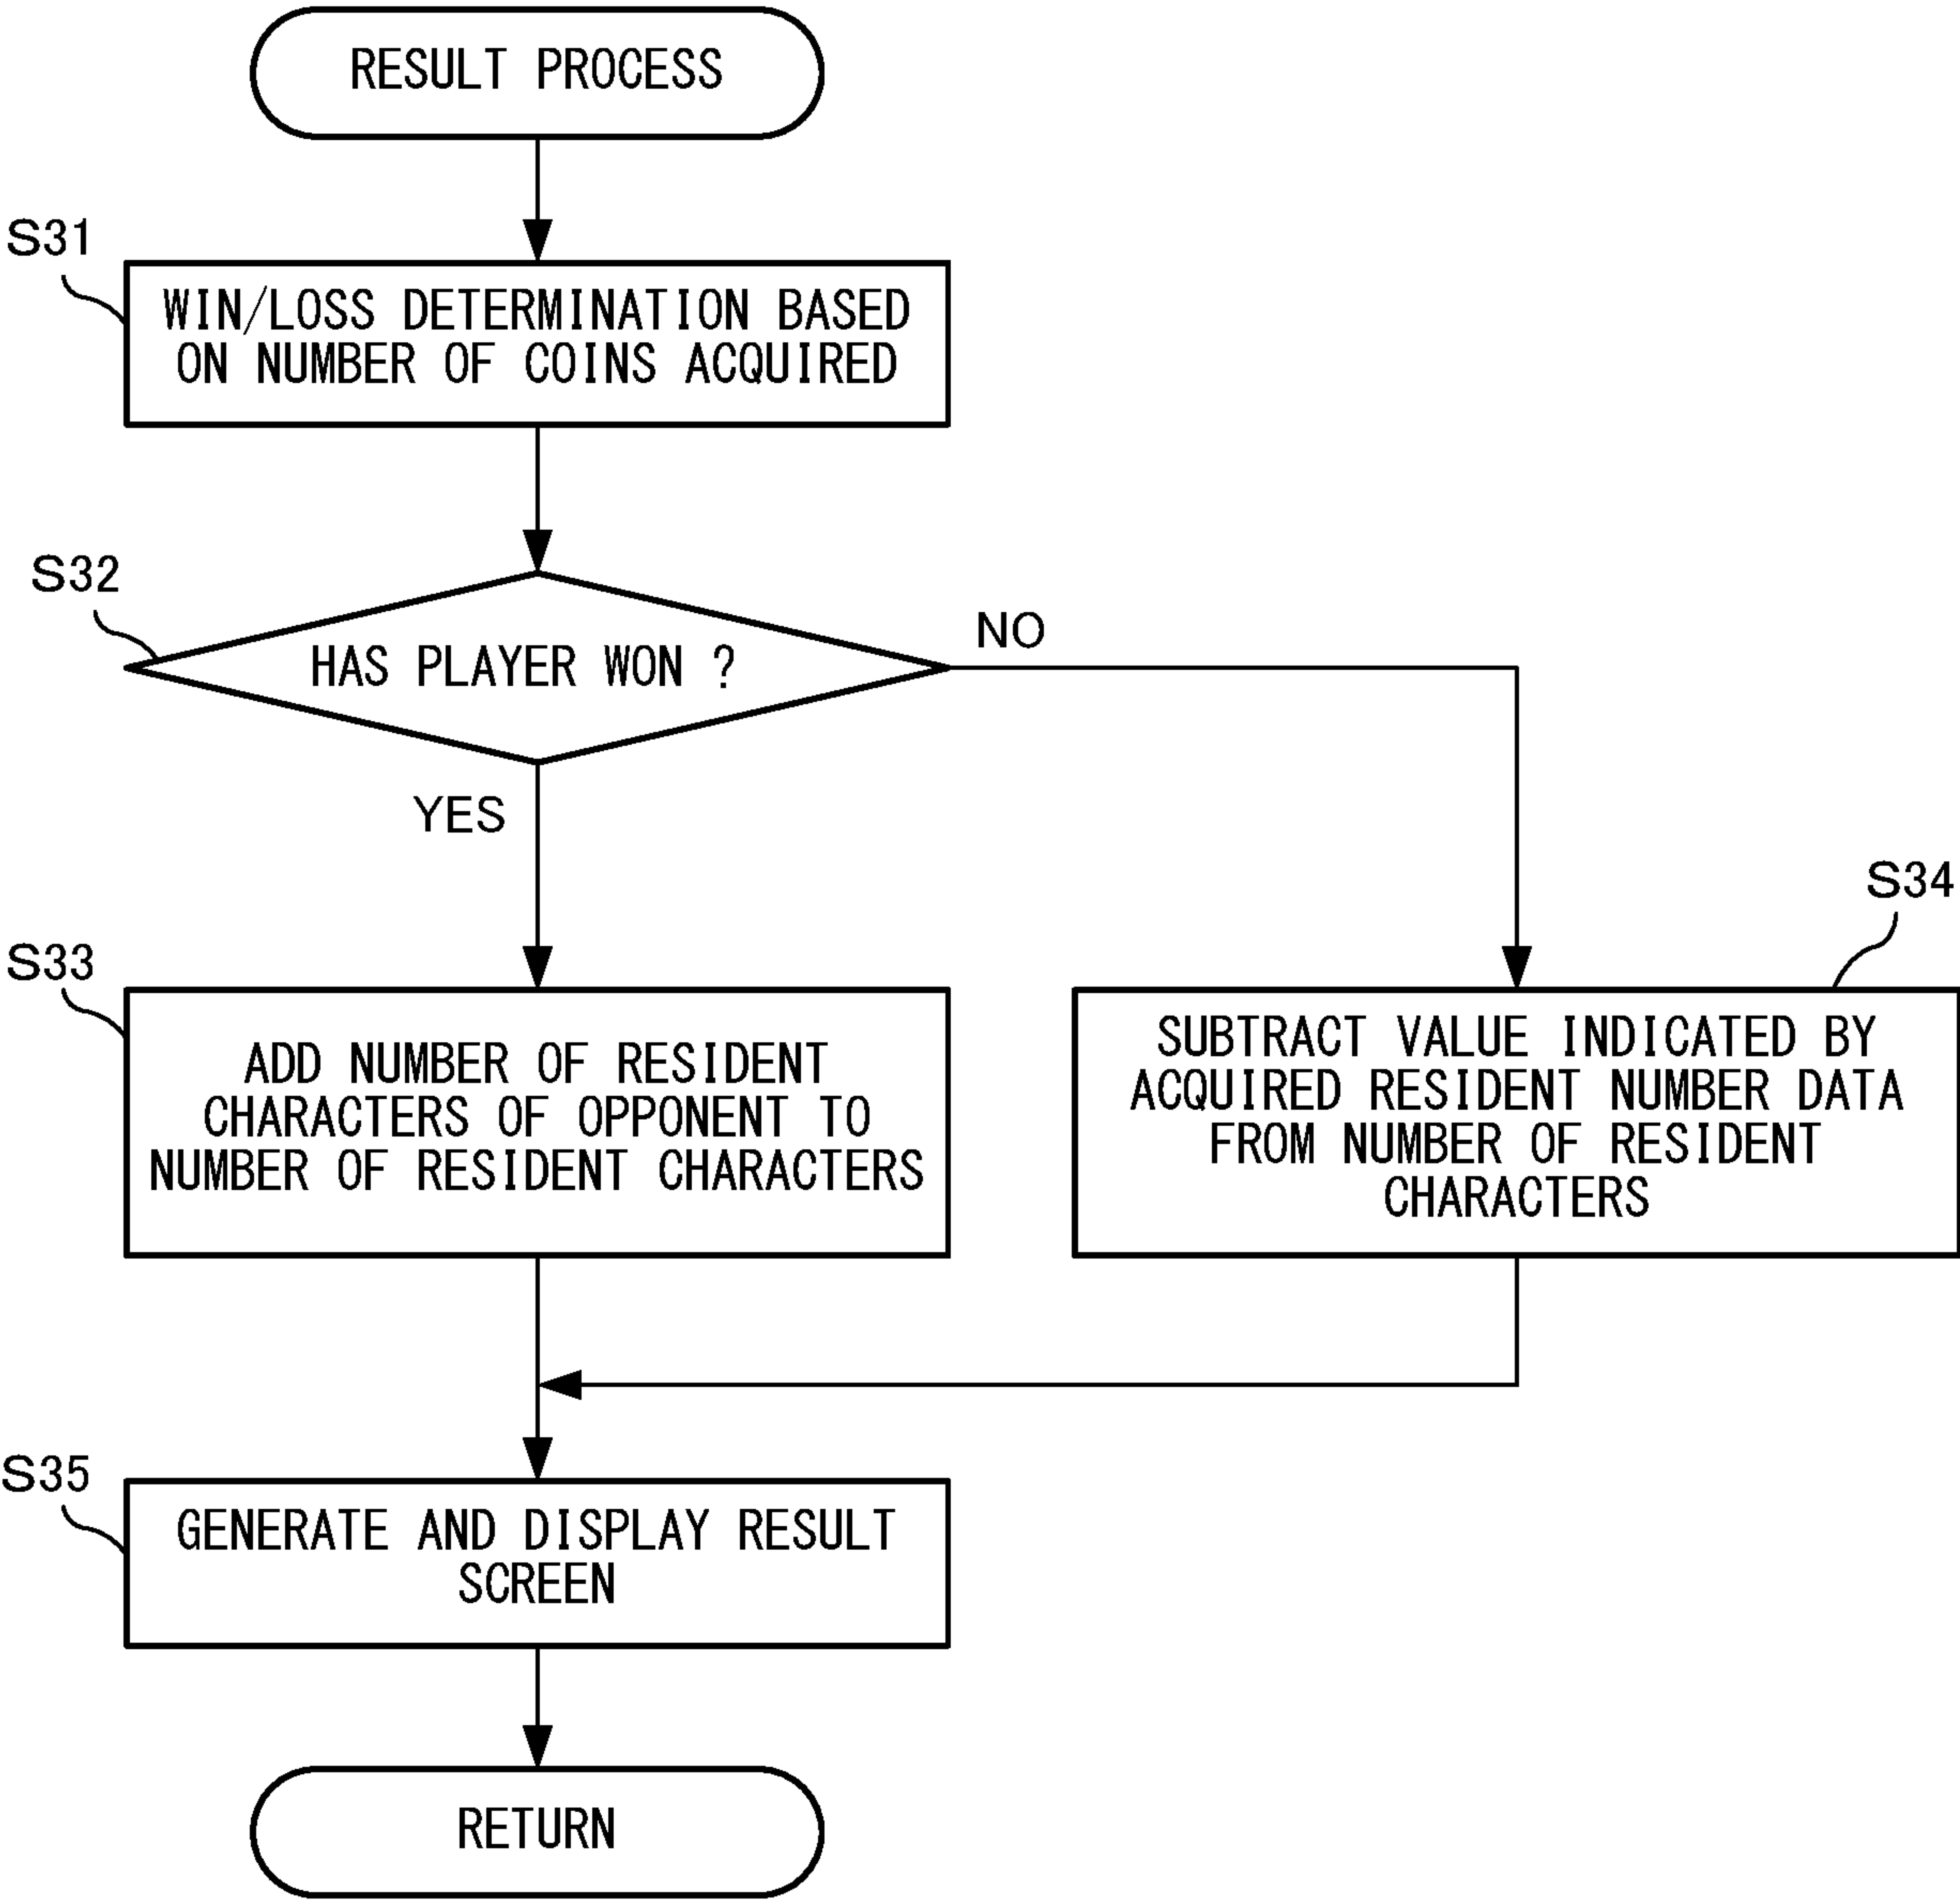 RESULT PROCESS
S31
WIN/LOSS DETERMINATION BASED
ON NUMBER OF COINS ACQUIRED
S32
HAS PLAYER WON ?
NO
YES
S33
ADD NUMBER OF RESIDENT
CHARACTERS OF OPPONENT TO
NUMBER OF RESIDENT CHARACTERS
S34
SUBTRACT VALUE INDICATED BY
ACQUIRED RESIDENT NUMBER DATA
FROM NUMBER OF RESIDENT
CHARACTERS
S35
GENERATE AND DISPLAY RESULT
SCREEN
RETURN